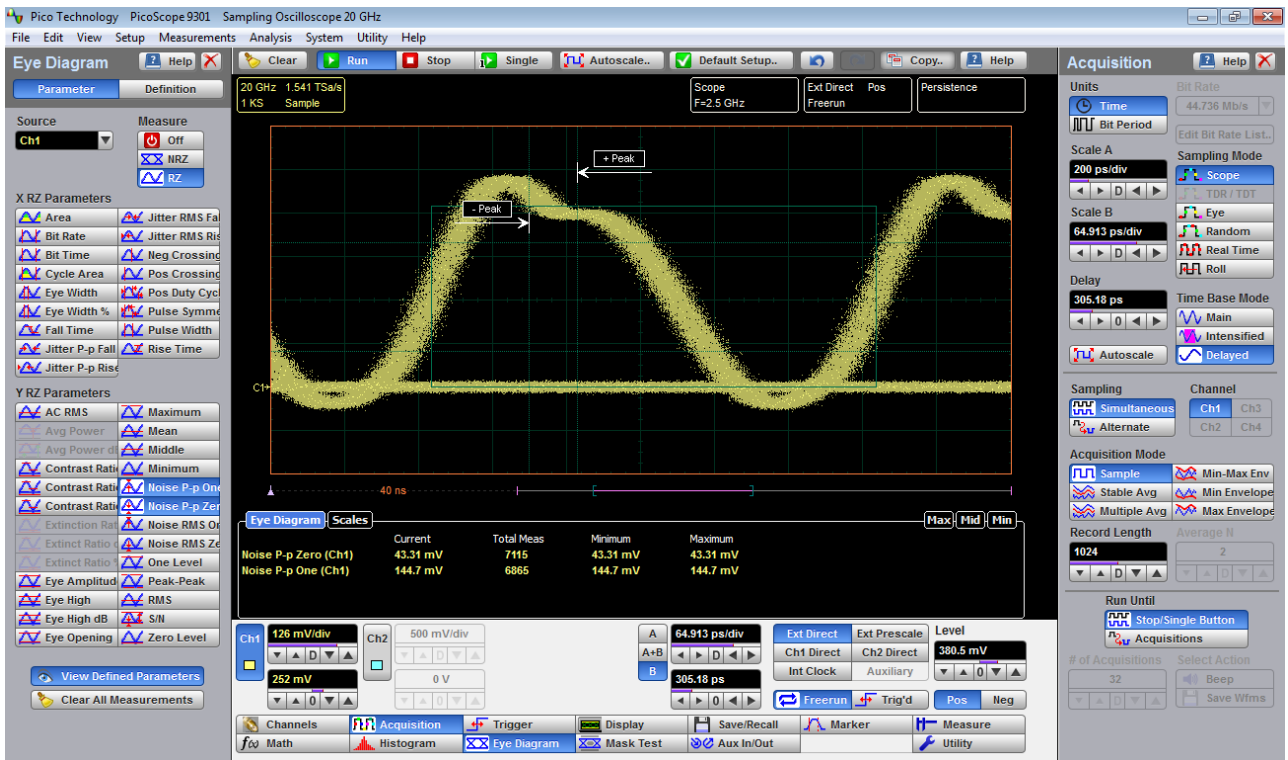 Pico Technology PicoScope 9301 Sampling Oscilloscope 20 GHz
File Edit View Setup Measurements Analysis System Utility Help
Eye Diagram Help
Parameter Definition
Source Measure
Ch1 Off
NRZ
RZ
X RZ Parameters
Area Jitter RMS Fal
Bit Rate Jitter RMS Ris
Bit Time Neg Crossing
Cycle Area Pos Crossing
Eye Width Pos Duty Cyc
Eye Width % Pulse Symme
Fall Time Pulse Width
Jitter P-p Fall Rise Time
Jitter P-p Rise
Y RZ Parameters
AC RMS Maximum
Avg Power Mean
Avg Power d Middle
Contrast Rati Minimum
Contrast Rati Noise P-p One
Contrast Rati Noise P-p Zer
Extinction Rat Noise RMS On
Extinct Ratio Noise RMS Ze
Extinct Ratio One Level
Eye Amplitud Peak-Peak
Eye High RMS
Eye High dB S/N
Eye Opening Zero Level
View Defined Parameters
Clear All Measurements
Clear Run Stop Single Autoscale.. Default Setup.. Copy.. Help
20 GHz 1.541 TSa/s
1 KS Sample
Scope
F=2.5 GHz
Ext Direct Pos
Freerun
Persistence
+ Peak
- Peak
C1
40 ns
Eye Diagram Scales Max Mid Min
Current Total Meas Minimum Maximum
Noise P-p Zero (Ch1) 43.31 mV 7115 43.31 mV 43.31 mV
Noise P-p One (Ch1) 144.7 mV 6865 144.7 mV 144.7 mV
Ch1 126 mV/div Ch2 500 mV/div
D D
252 mV 0 V
0 0
A 64.913 ps/div
A+B D
B 305.18 ps
0
Ext Direct Ext Prescale Level
Ch1 Direct Ch2 Direct 380.5 mV
Int Clock Auxiliary 0
Freerun Trig'd Pos Neg
Channels Acquisition Trigger Display Save/Recall Marker Measure
f(x) Math Histogram Eye Diagram Mask Test Aux In/Out Utility
Acquisition Help
Units Bit Rate
Time 44.736 Mb/s
Bit Period Edit Bit Rate List..
Scale A Sampling Mode
200 ps/div Scope
D TDR / TDT
Scale B Eye
64.913 ps/div Random
D Real Time
Roll
Delay
305.18 ps Time Base Mode
0 Main
Intensified
Autoscale Delayed
Sampling Channel
Simultaneous Ch1 Ch3
Alternate Ch2 Ch4
Acquisition Mode
Sample Min-Max Env
Stable Avg Min Envelope
Multiple Avg Max Envelope
Record Length Average N
1024 2
D D
Run Until
Stop/Single Button
Acquisitions
# of Acquisitions Select Action
32 Beep
D Save Wfms